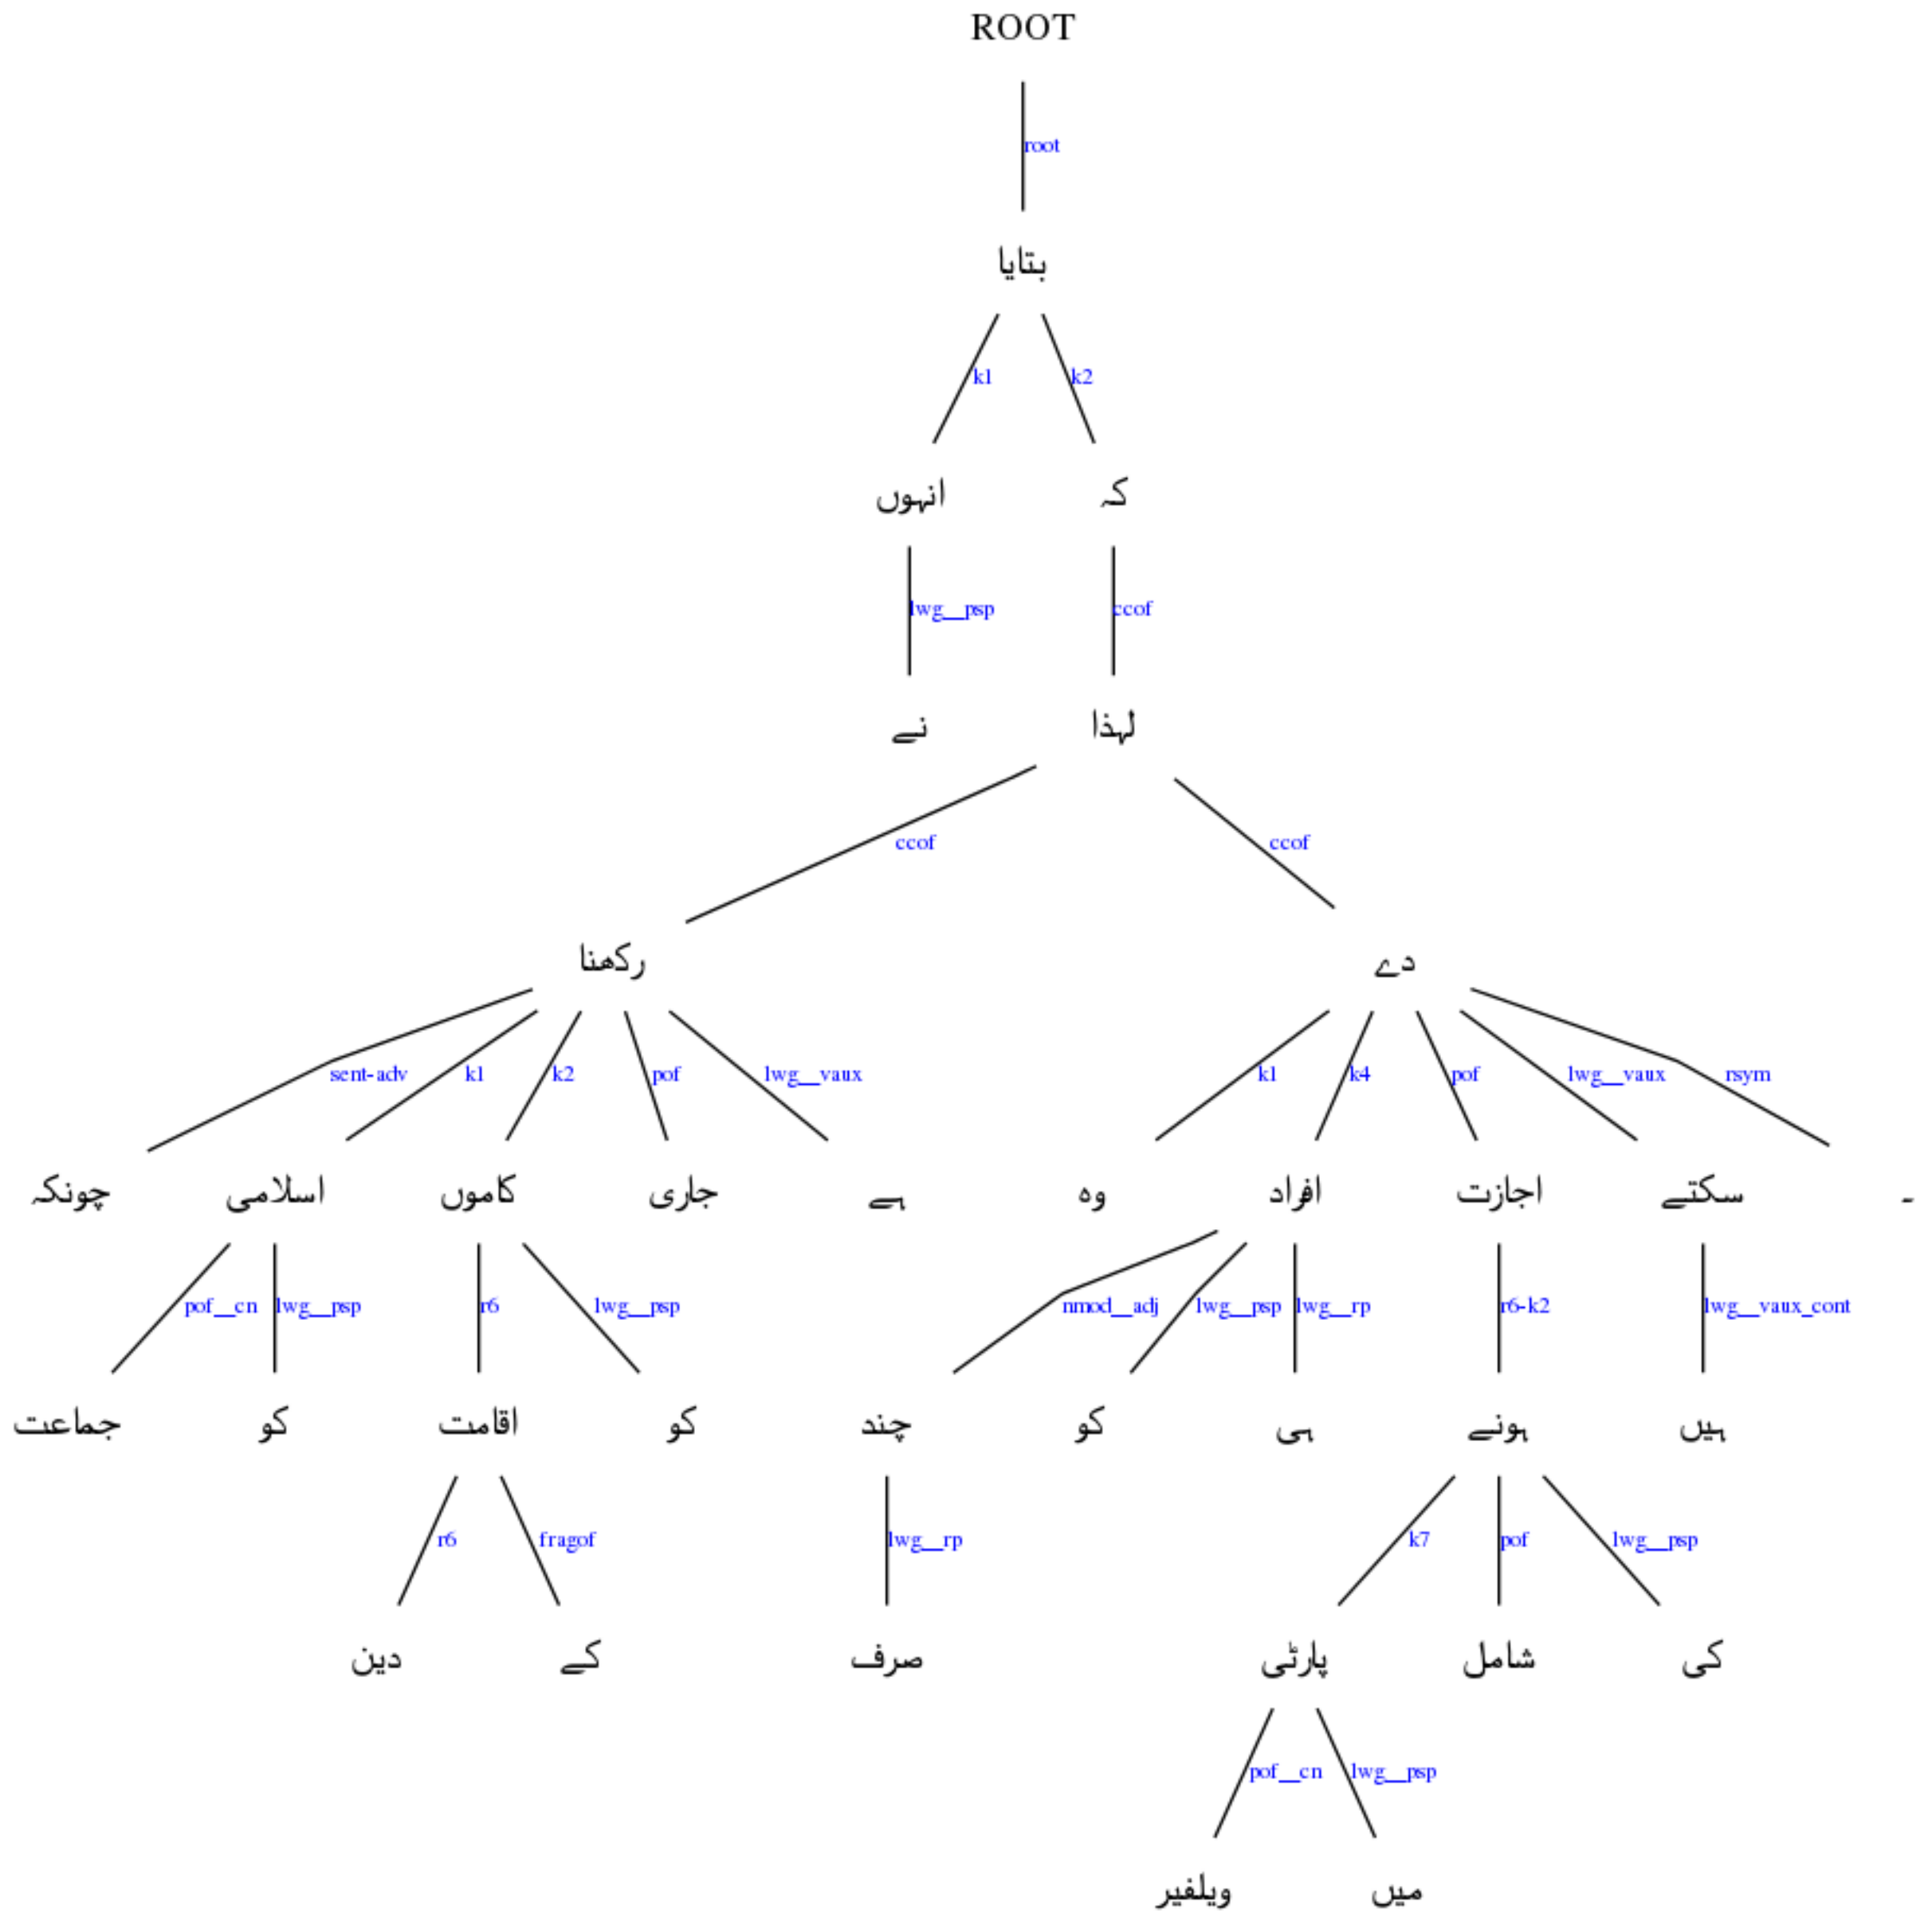 ROOT
root
بتایا
k1 k2
انہوں کہ
lwg__psp ccof
نے لہذا
ccof ccof
رکھنا دے
sent-adv k1 k2 pof lwg__vaux k1 k4 pof lwg__vaux rsym
چونکہ اسلامی کاموں جاری ہے وہ افراد اجازت سکتے ۔
pof__cn lwg__psp r6 lwg__psp nmod__adj lwg__psp lwg__rp r6-k2 lwg__vaux_cont
جماعت کو اقامت کو چند کو ہی ہونے ہیں
r6 fragof lwg__rp k7 pof lwg__psp
دین کے صرف پارٹی شامل کی
pof__cn lwg__psp
ویلفیر میں